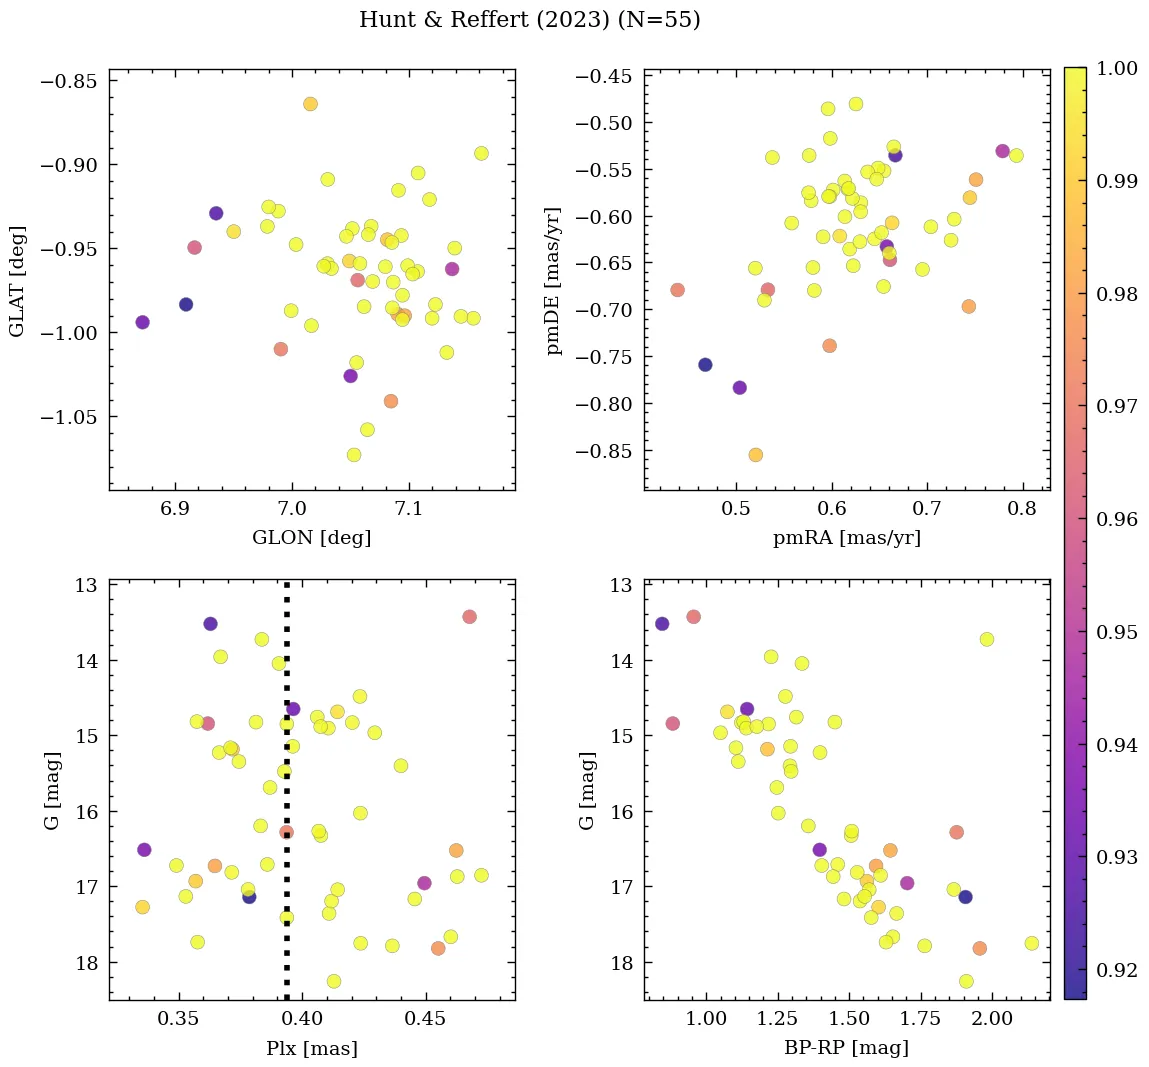 Hunt & Reffert (2023) (N=55)
−0.85
−0.90
−0.95
−1.00
−1.05
GLAT [deg]
6.9 7.0 7.1
GLON [deg]
−0.45
−0.50
−0.55
−0.60
−0.65
−0.70
−0.75
−0.80
−0.85
pmDE [mas/yr]
0.5 0.6 0.7 0.8
pmRA [mas/yr]
13
14
15
16
17
18
G [mag]
0.35 0.40 0.45
Plx [mas]
13
14
15
16
17
18
G [mag]
1.00 1.25 1.50 1.75 2.00
BP-RP [mag]
1.00
0.99
0.98
0.97
0.96
0.95
0.94
0.93
0.92